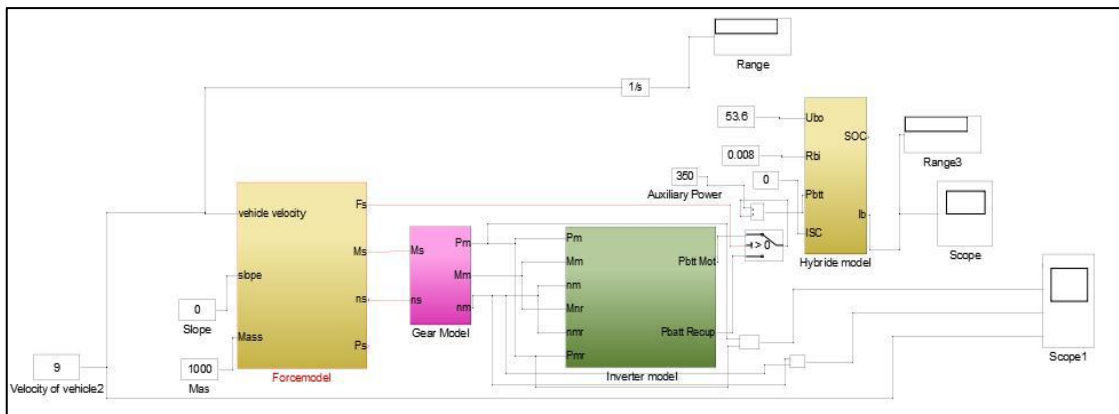 Range
1/s
53.6
Ubo
SOC
0.008
Rbi
Range3
350
0
Auxiliary Power
Pbtt
Ib
ISC
Hybride model
Scope
vehicle velocity
Fs
Ms
Ms
Pm
Pm
> 0
Mm
Mm
Pbtt Mot
slope
nm
ns
ns
nm
Mnr
0
Slope
Gear Model
nmr
Pbatt Recup
Mass
Ps
Pmr
9
1000
Forcemodel
Inverter model
Scope1
Velocity of vehicle2
Mas